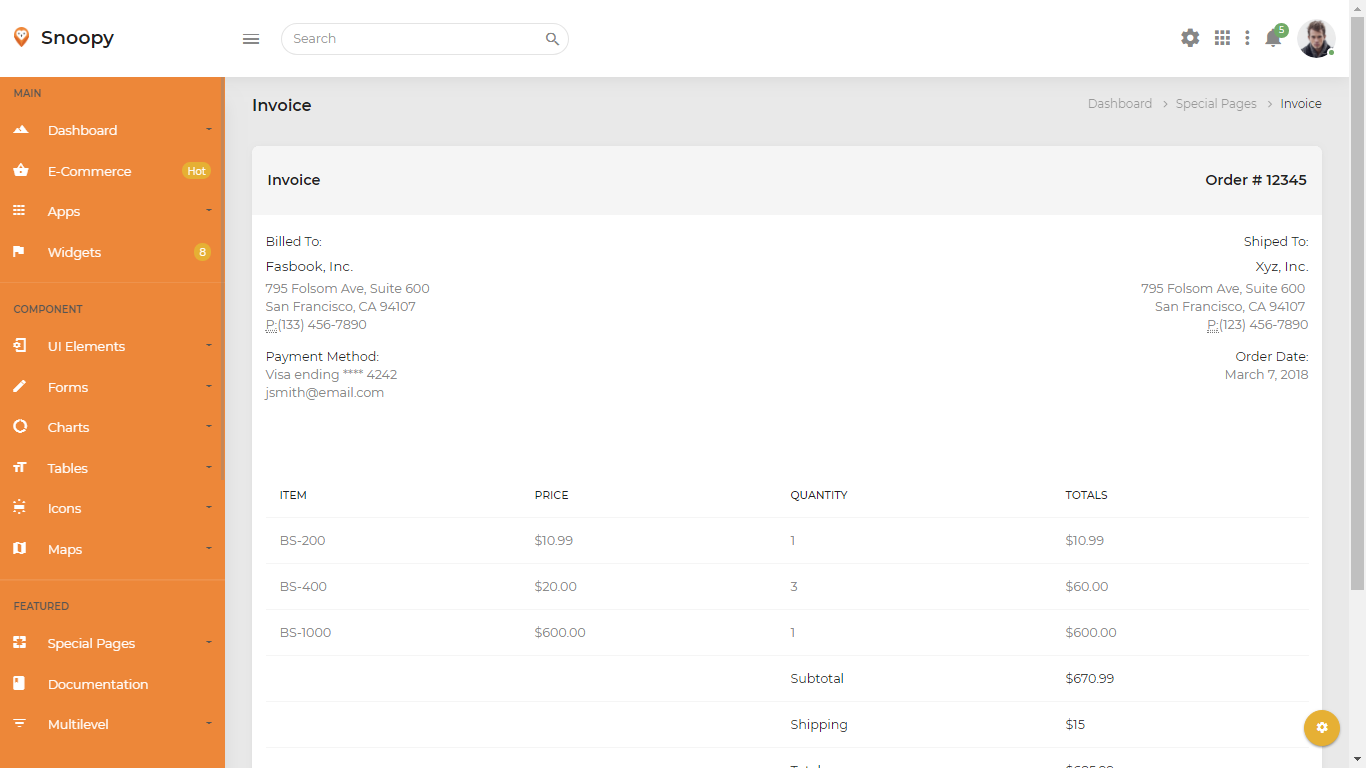 Snoopy
Search
5
MAIN
Dashboard
E-Commerce Hot
Apps
Widgets 8
COMPONENT
UI Elements
Forms
Charts
Tables
Icons
Maps
FEATURED
Special Pages
Documentation
Multilevel
Invoice
Dashboard > Special Pages > Invoice
Invoice
Order # 12345
Billed To:
Fasbook, Inc.
795 Folsom Ave, Suite 600
San Francisco, CA 94107
P:(133) 456-7890
Payment Method:
Visa ending **** 4242
jsmith@email.com
Shiped To:
Xyz, Inc.
795 Folsom Ave, Suite 600
San Francisco, CA 94107
P:(123) 456-7890
Order Date:
March 7, 2018
ITEM PRICE QUANTITY TOTALS
BS-200 $10.99 1 $10.99
BS-400 $20.00 3 $60.00
BS-1000 $600.00 1 $600.00
Subtotal $670.99
Shipping $15